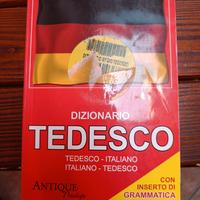 DIZIONARIO
TEDESCO
TEDESCO - ITALIANO
ITALIANO - TEDESCO
CON
INSERTO DI
GRAMMATICA
ANTIQUE